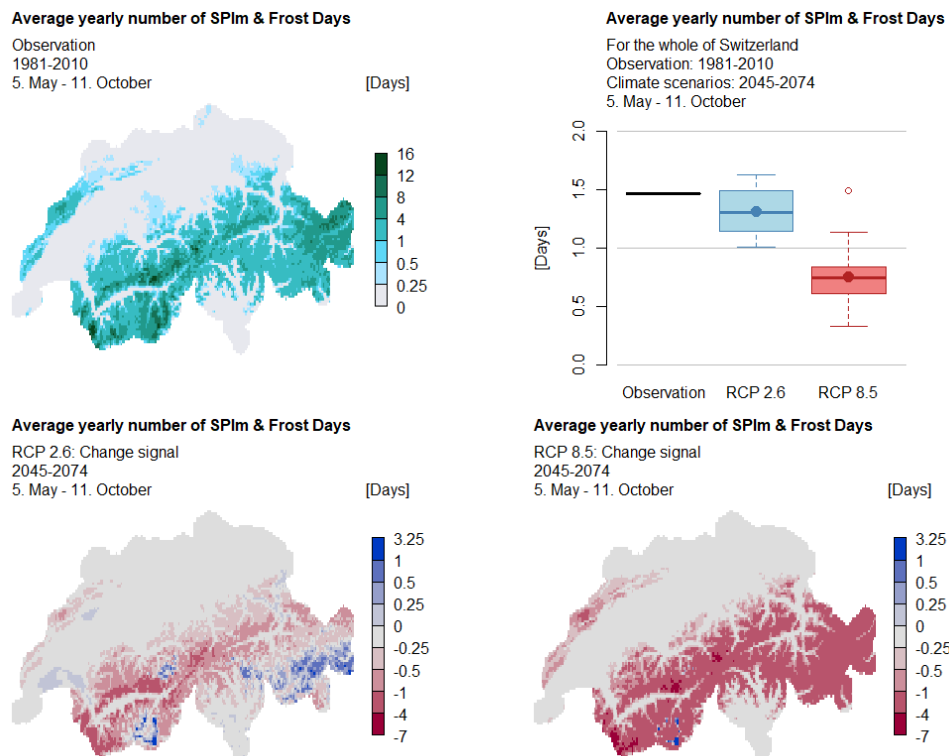 Average yearly number of SPIm & Frost Days
Observation
1981-2010
5. May - 11. October
[Days]
16
12
8
4
1
0.5
0.25
0
Average yearly number of SPIm & Frost Days
For the whole of Switzerland
Observation: 1981-2010
Climate scenarios: 2045-2074
5. May - 11. October
[Days]
2.0
1.5
1.0
0.5
0.0
Observation
RCP 2.6
RCP 8.5
Average yearly number of SPIm & Frost Days
RCP 2.6: Change signal
2045-2074
5. May - 11. October
[Days]
3.25
1
0.5
0.25
0
-0.25
-0.5
-1
-4
-7
Average yearly number of SPIm & Frost Days
RCP 8.5: Change signal
2045-2074
5. May - 11. October
[Days]
3.25
1
0.5
0.25
0
-0.25
-0.5
-1
-4
-7